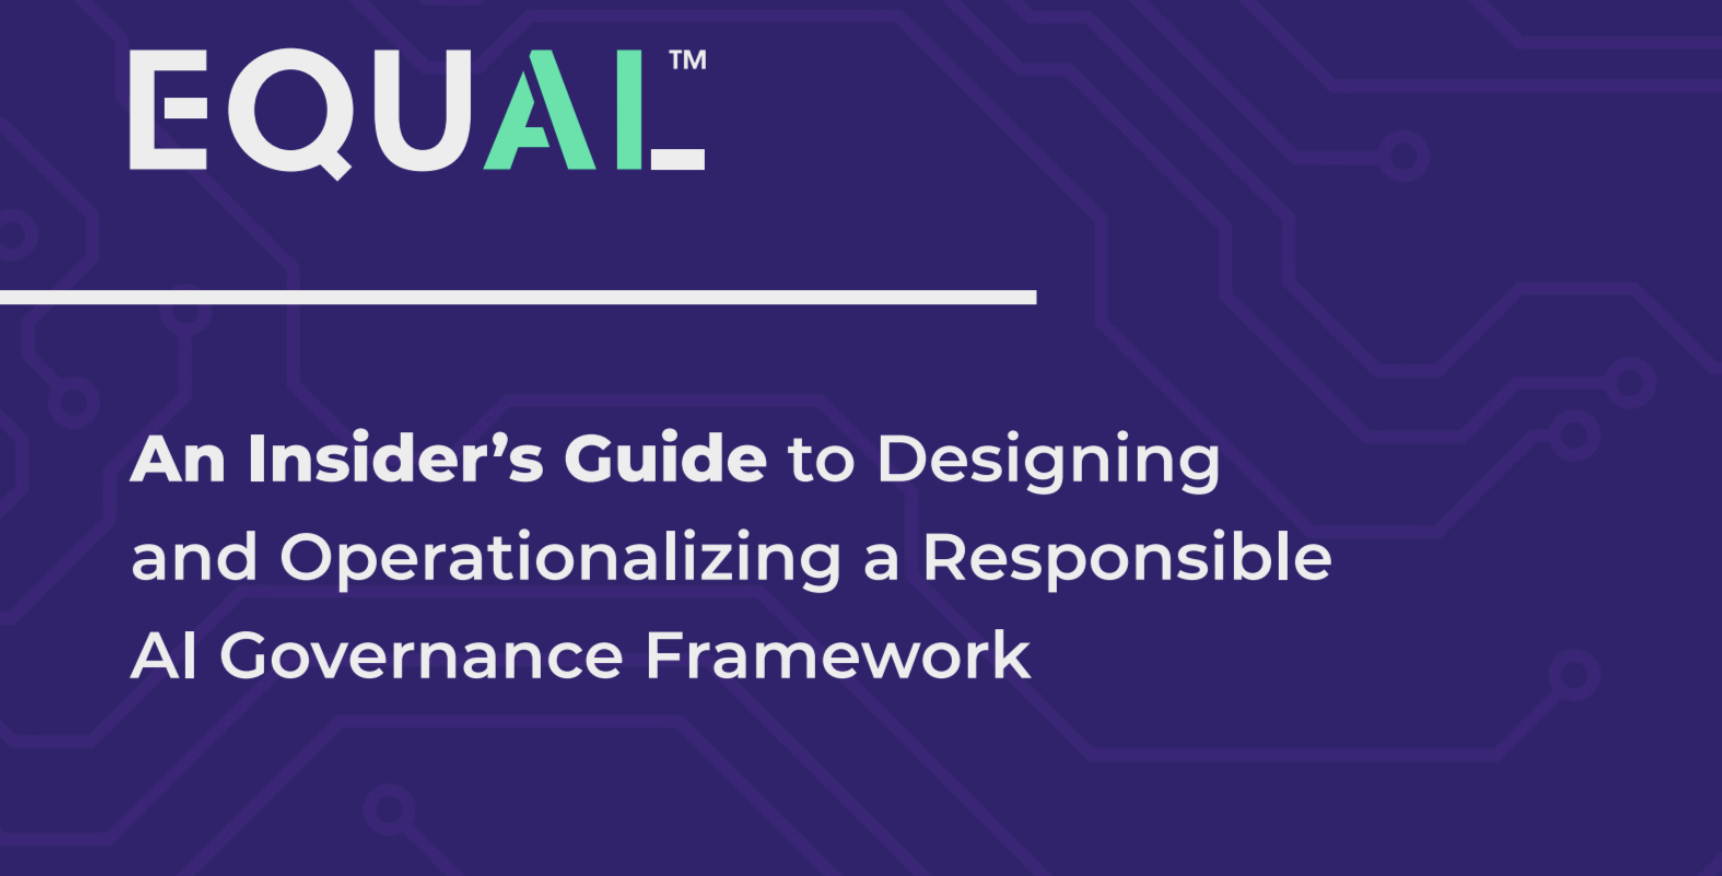 EQUAL™
An Insider’s Guide to Designing
and Operationalizing a Responsible
AI Governance Framework